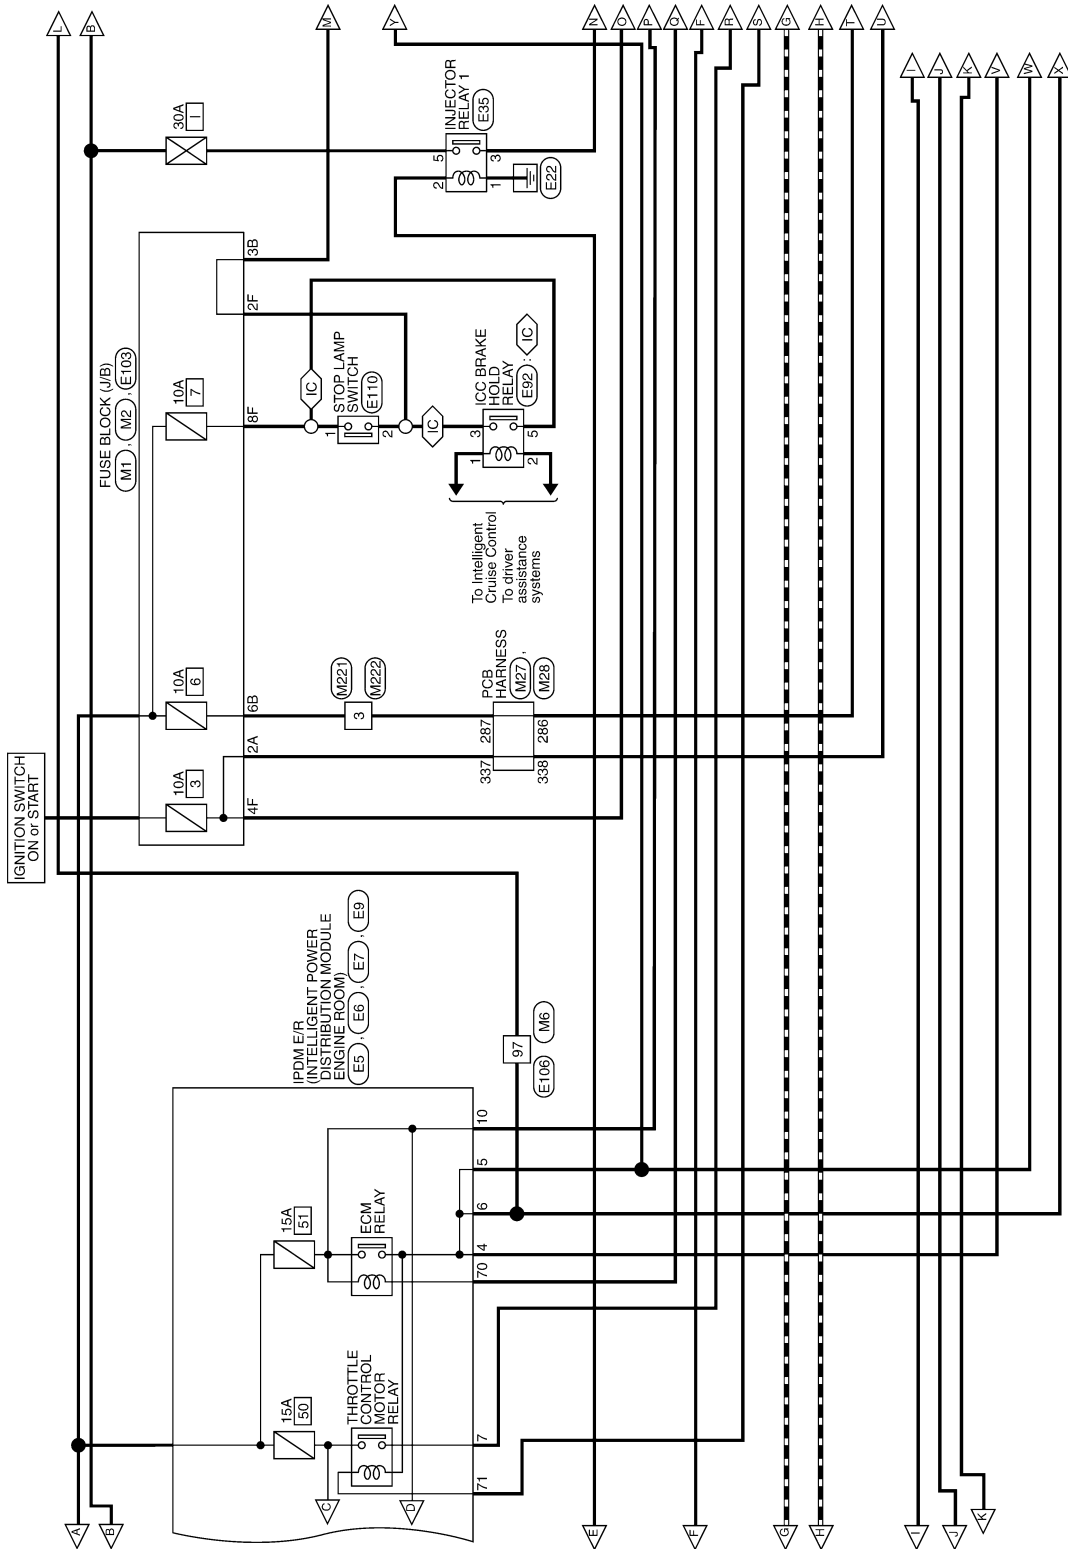 A
B
L
B
M
Y
N
O
P
Q
F
R
S
G
H
T
U
I
J
K
V
W
X
IGNITION SWITCH
ON or START
FUSE BLOCK (J/B)
M1 , M2 , E103
10A
3
10A
6
10A
7
30A
I
4F
2A
6B
8F
2F
3B
M221
M222
3
PCB
HARNESS
M27 ,
M28
287
337
286
338
IC
STOP LAMP
SWITCH
E110
1
2
IC
ICC BRAKE
HOLD
RELAY
E92 : IC
1
3
2
5
To Intelligent
Cruise Control
To driver
assistance
systems
INJECTOR
RELAY 1
E35
2
5
1
3
E22
IPDM E/R
(INTELLIGENT POWER
DISTRIBUTION MODULE
ENGINE ROOM)
E5 , E6 , E7 , E9
15A
50
15A
51
THROTTLE
CONTROL
MOTOR
RELAY
ECM
RELAY
C
D
71
7
70
4
6
5
10
97
E106
M6
E
F
G
H
I
J
K